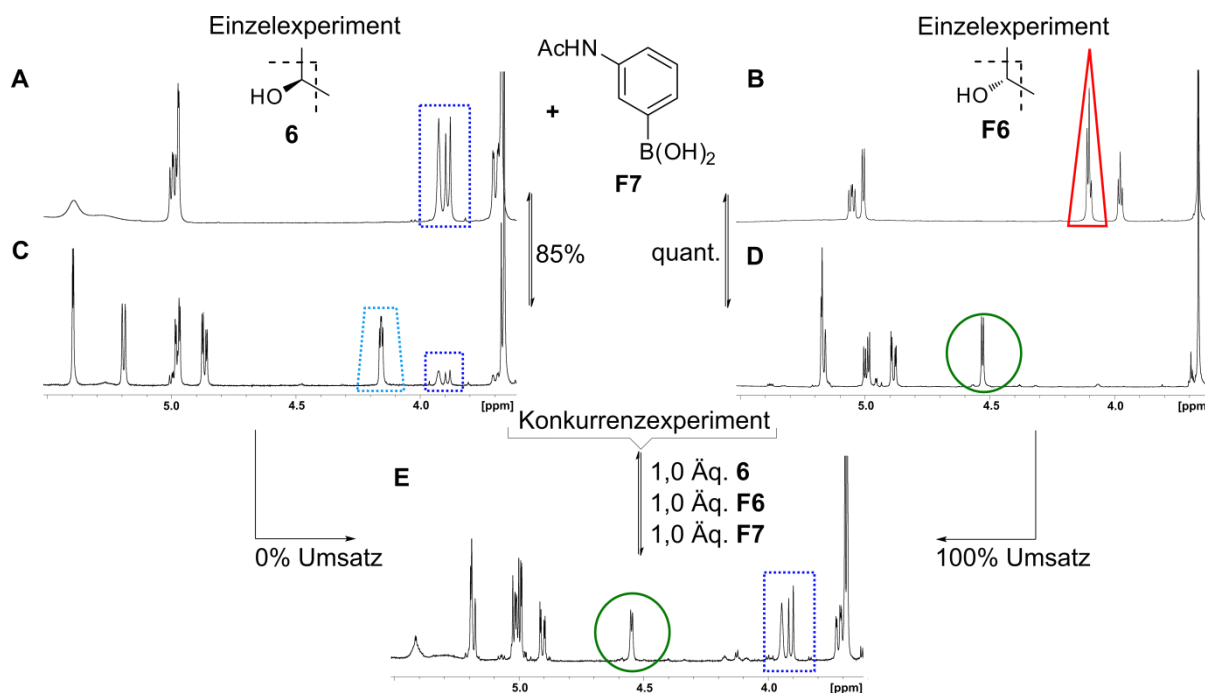 Einzelexperiment
Einzelexperiment
A
HO
6
+
AcHN
B(OH)2
F7
B
HO
F6
C
85%
quant.
D
5.0 4.5 4.0 [ppm]
5.0 4.5 4.0 [ppm]
Konkurrenzexperiment
E
1,0 Äq. 6
1,0 Äq. F6
1,0 Äq. F7
0% Umsatz
100% Umsatz
5.0 4.5 4.0 [ppm]